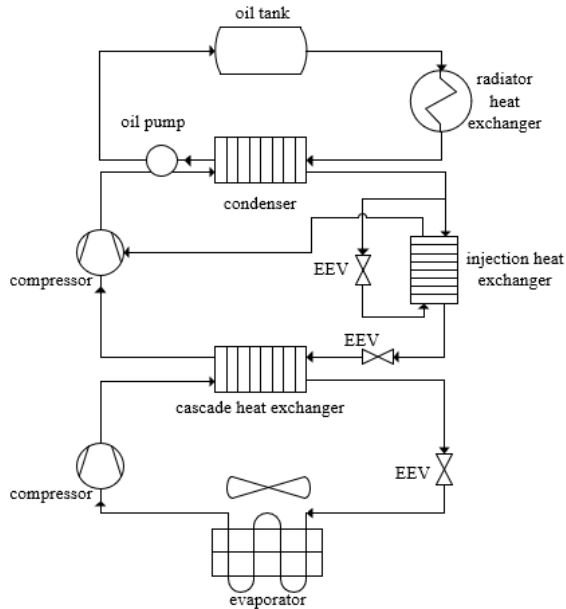 oil tank
radiator
heat
exchanger
oil pump
condenser
compressor
EEV
injection heat
exchanger
EEV
cascade heat exchanger
compressor
EEV
evaporator